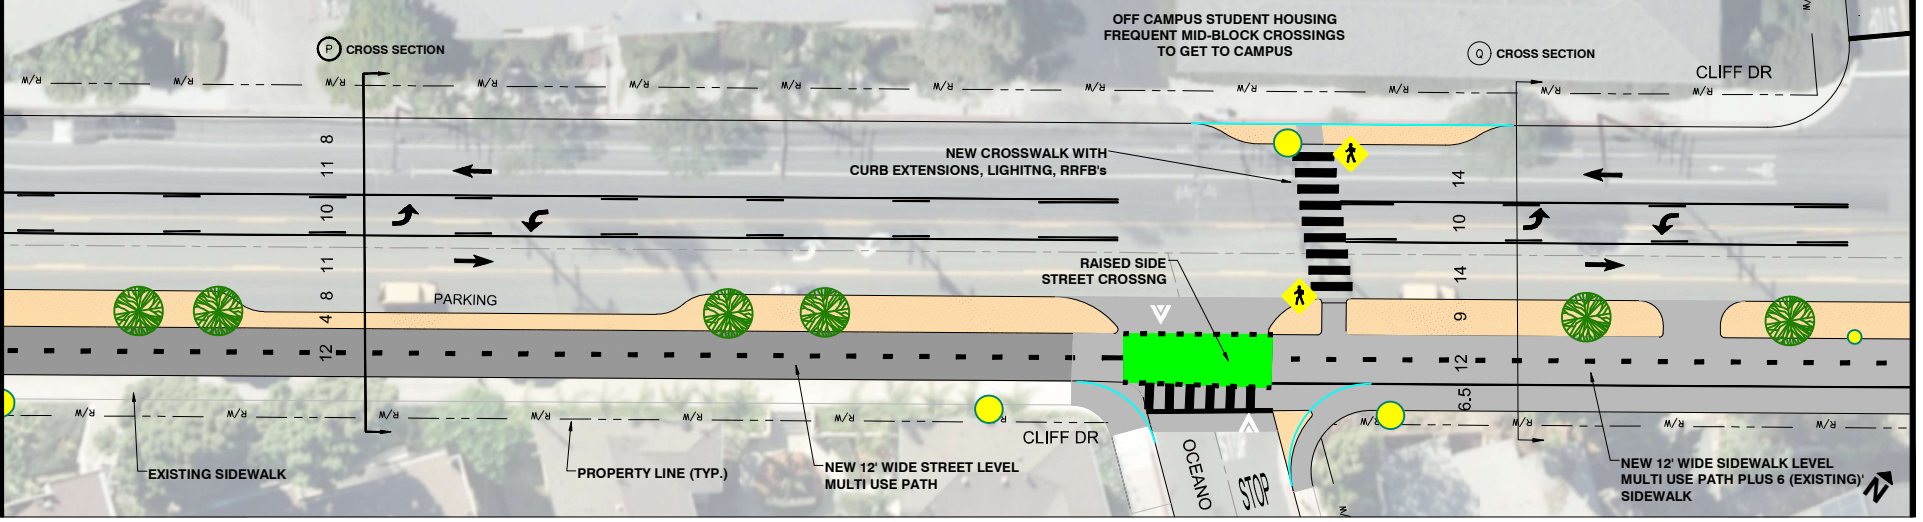 OFF CAMPUS STUDENT HOUSING
FREQUENT MID-BLOCK CROSSINGS
TO GET TO CAMPUS
P CROSS SECTION
Q CROSS SECTION
CLIFF DR
R/W R/W R/W R/W R/W R/W R/W R/W R/W R/W R/W R/W
8
11
10
11
8
4
12
NEW CROSSWALK WITH
CURB EXTENSIONS, LIGHITNG, RRFB's
14
10
14
9
12
6.5
RAISED SIDE
STREET CROSSNG
PARKING
R/W R/W R/W R/W R/W R/W R/W R/W R/W R/W
CLIFF DR
EXISTING SIDEWALK
PROPERTY LINE (TYP.)
NEW 12' WIDE STREET LEVEL
MULTI USE PATH
OCEANO
STOP
NEW 12' WIDE SIDEWALK LEVEL
MULTI USE PATH PLUS 6 (EXISTING)'
SIDEWALK
N